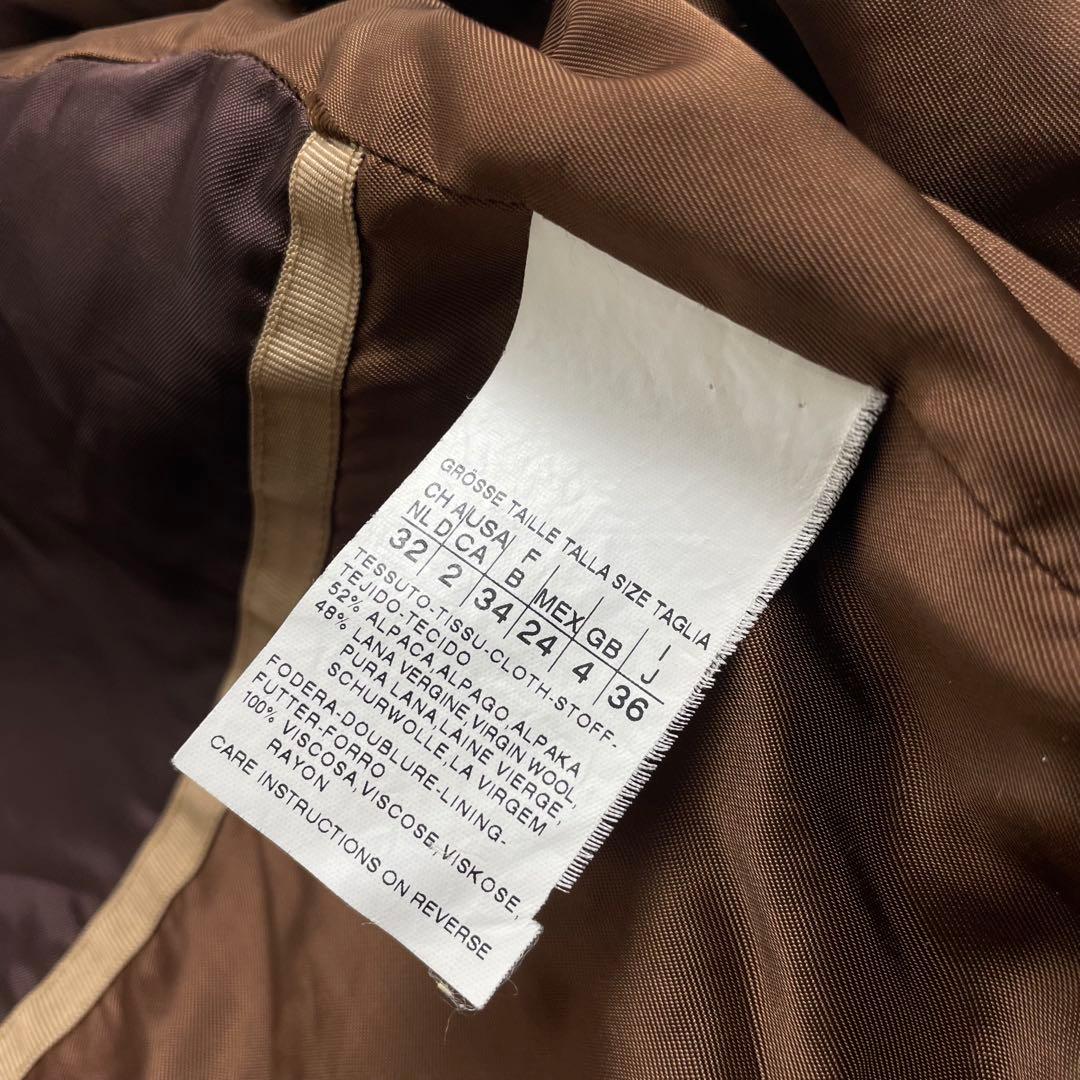 GRÖSSE TAILLE TALLA SIZE TAGLIA
CH A USA F I
NL D CA B MEX GB J
32 2 34 24 4 36
TESSUTO-TISSU-CLOTH-STOFF-
TEJIDO-TECIDO
52% ALPACA,ALPAGO,ALPAKA
48% LANA VERGINE,VIRGIN WOOL,
PURA LANA,LAINE VIERGE,
SCHURWOLLE,LA VIRGEM
FODERA-DOUBLURE-LINING-
FUTTER-FORRO
100% VISCOSA,VISCOSE,VISKOSE,
RAYON
CARE INSTRUCTIONS ON REVERSE